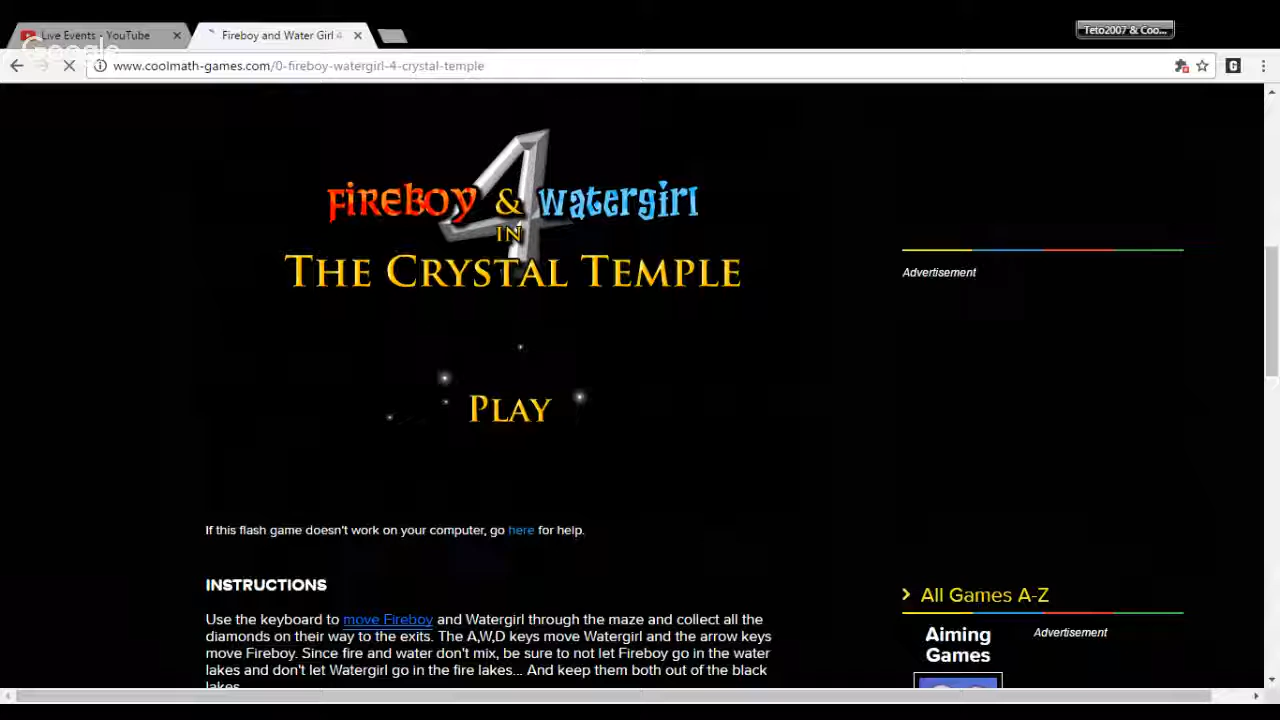 Live Events - YouTube
Fireboy and Water Girl 4
Teto2007 & Coo...
Google
www.coolmath-games.com/0-fireboy-watergirl-4-crystal-temple
G
4
FIREBOY & WATERGIRL
IN
THE CRYSTAL TEMPLE
Advertisement
PLAY
If this flash game doesn't work on your computer, go here for help.
INSTRUCTIONS
Use the keyboard to move Fireboy and Watergirl through the maze and collect all the
diamonds on their way to the exits. The A,W,D keys move Watergirl and the arrow keys
move Fireboy. Since fire and water don't mix, be sure to not let Fireboy go in the water
lakes and don't let Watergirl go in the fire lakes... And keep them both out of the black
lakes.
All Games A-Z
Aiming
Games
Advertisement